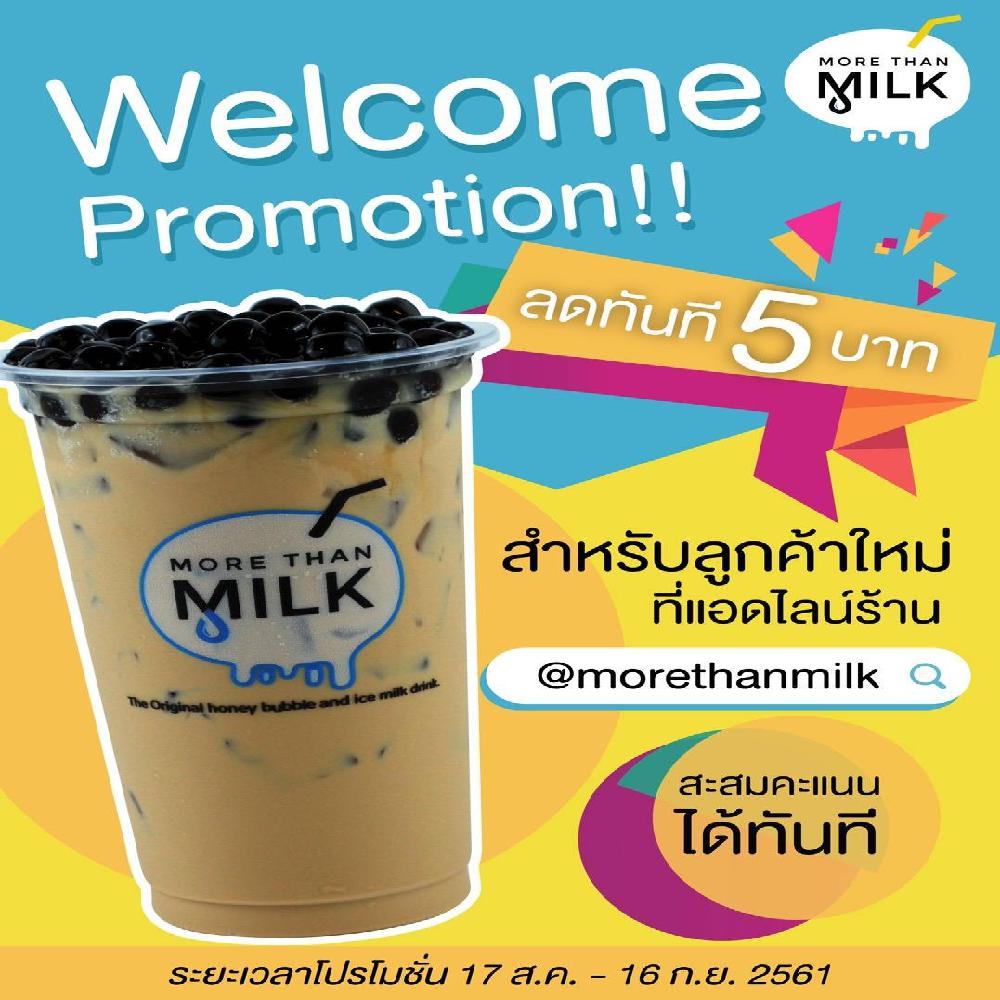 MORE THAN
MILK
Welcome
Promotion!!
ลดทันที 5 บาท
MORE THAN
MILK
The Original honey bubble and ice milk drink.
สำหรับลูกค้าใหม่
ที่แอดไลน์ร้าน
@morethanmilk
สะสมคะแนน
ได้ทันที
ระยะเวลาโปรโมชั่น 17 ส.ค. - 16 ก.ย. 2561